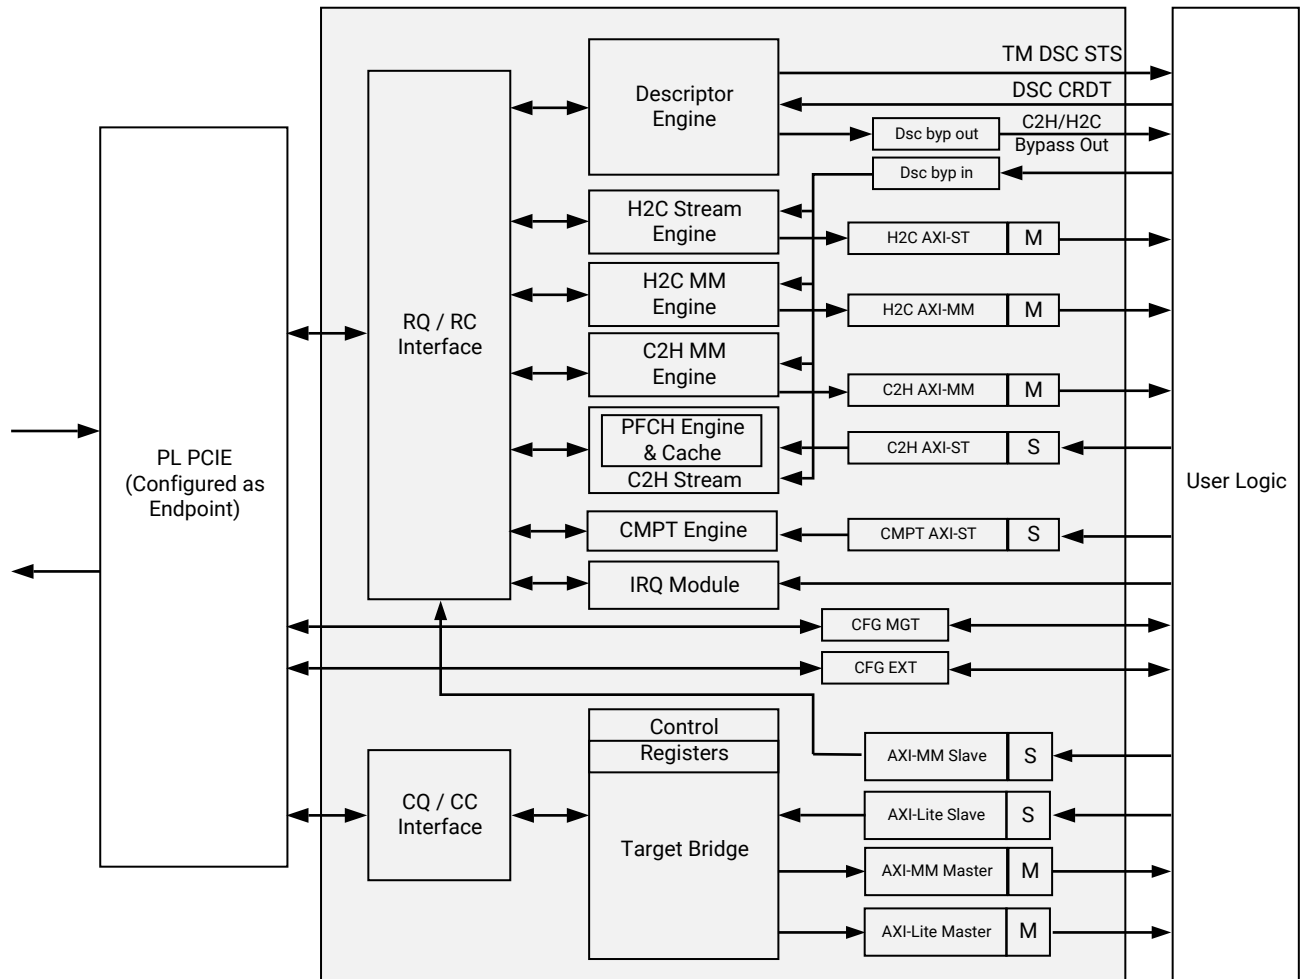 TM DSC STS
DSC CRDT
Descriptor
Engine
Dsc byp out
C2H/H2C
Bypass Out
Dsc byp in
H2C Stream
Engine
H2C AXI-ST
M
H2C MM
Engine
H2C AXI-MM
M
RQ / RC
Interface
C2H MM
Engine
C2H AXI-MM
M
PFCH Engine
& Cache
C2H Stream
C2H AXI-ST
S
PL PCIE
(Configured as
Endpoint)
User Logic
CMPT Engine
CMPT AXI-ST
S
IRQ Module
CFG MGT
CFG EXT
Control
Registers
AXI-MM Slave
S
CQ / CC
Interface
Target Bridge
AXI-Lite Slave
S
AXI-MM Master
M
AXI-Lite Master
M